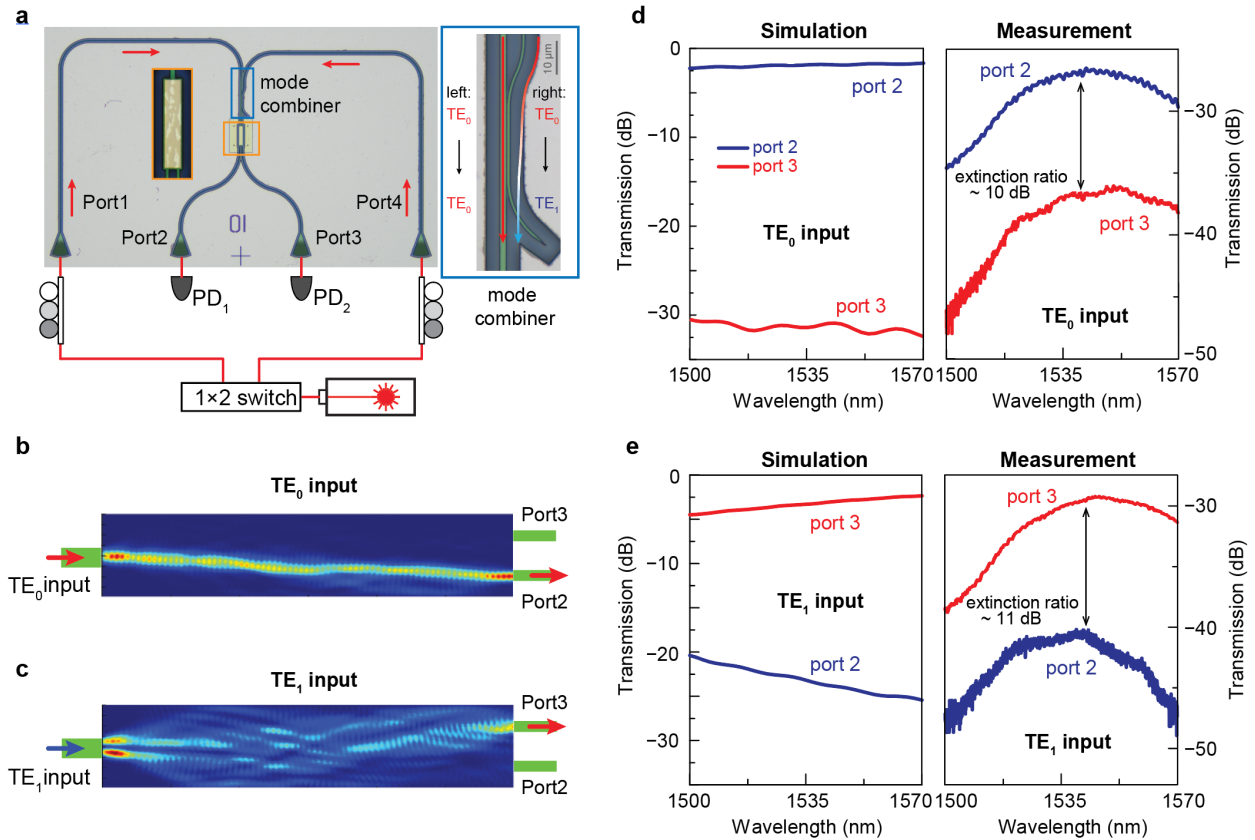 a
mode
combiner
Port1
Port4
Port2
Port3
PD1
PD2
1×2 switch
left:
TE0
TE0
right:
TE0
TE1
10 µm
mode
combiner
b
TE0 input
Port3
TE0 input
Port2
c
TE1 input
Port3
TE1 input
Port2
d
Simulation
Measurement
Transmission (dB)
0
−10
−20
−30
port 2
port 2
port 3
TE0 input
port 3
1500
1535
1570
Wavelength (nm)
port 2
extinction ratio
~ 10 dB
port 3
TE0 input
−30
−40
−50
Transmission (dB)
1500
1535
1570
Wavelength (nm)
e
Simulation
Measurement
Transmission (dB)
0
−10
−20
−30
port 3
TE1 input
port 2
1500
1535
1570
Wavelength (nm)
port 3
extinction ratio
~ 11 dB
port 2
TE1 input
−30
−40
−50
Transmission (dB)
1500
1535
1570
Wavelength (nm)